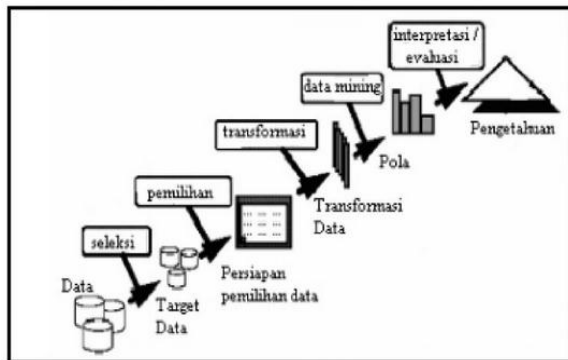 interpretasi /
evaluasi
data mining
Pengetahuan
transformasi
Pola
pemilihan
Transformasi
Data
seleksi
Persiapan
pemilihan data
Data
Target
Data